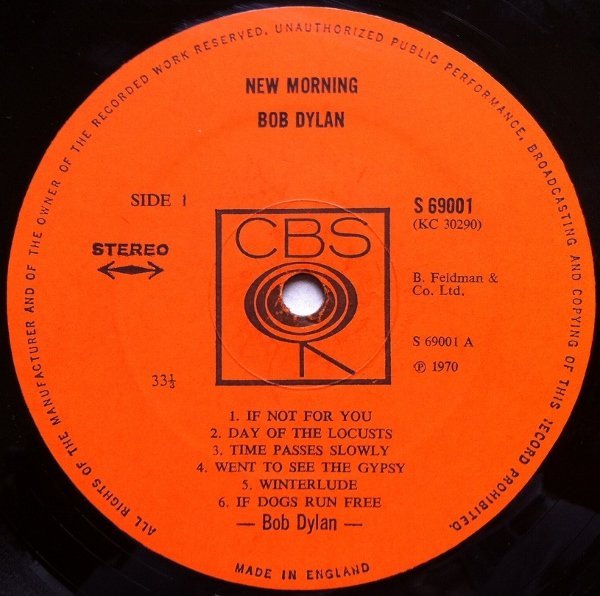 ALL RIGHTS OF THE MANUFACTURER AND OF THE OWNER OF THE RECORDED WORK RESERVED. UNAUTHORIZED PUBLIC PERFORMANCE, BROADCASTING AND COPYING OF THIS RECORD PROHIBITED.
NEW MORNING
BOB DYLAN
SIDE 1
S 69001
(KC 30290)
STEREO
CBS
B. Feldman &
Co. Ltd.
S 69001 A
℗ 1970
33⅓
1. IF NOT FOR YOU
2. DAY OF THE LOCUSTS
3. TIME PASSES SLOWLY
4. WENT TO SEE THE GYPSY
5. WINTERLUDE
6. IF DOGS RUN FREE
— Bob Dylan —
MADE IN ENGLAND